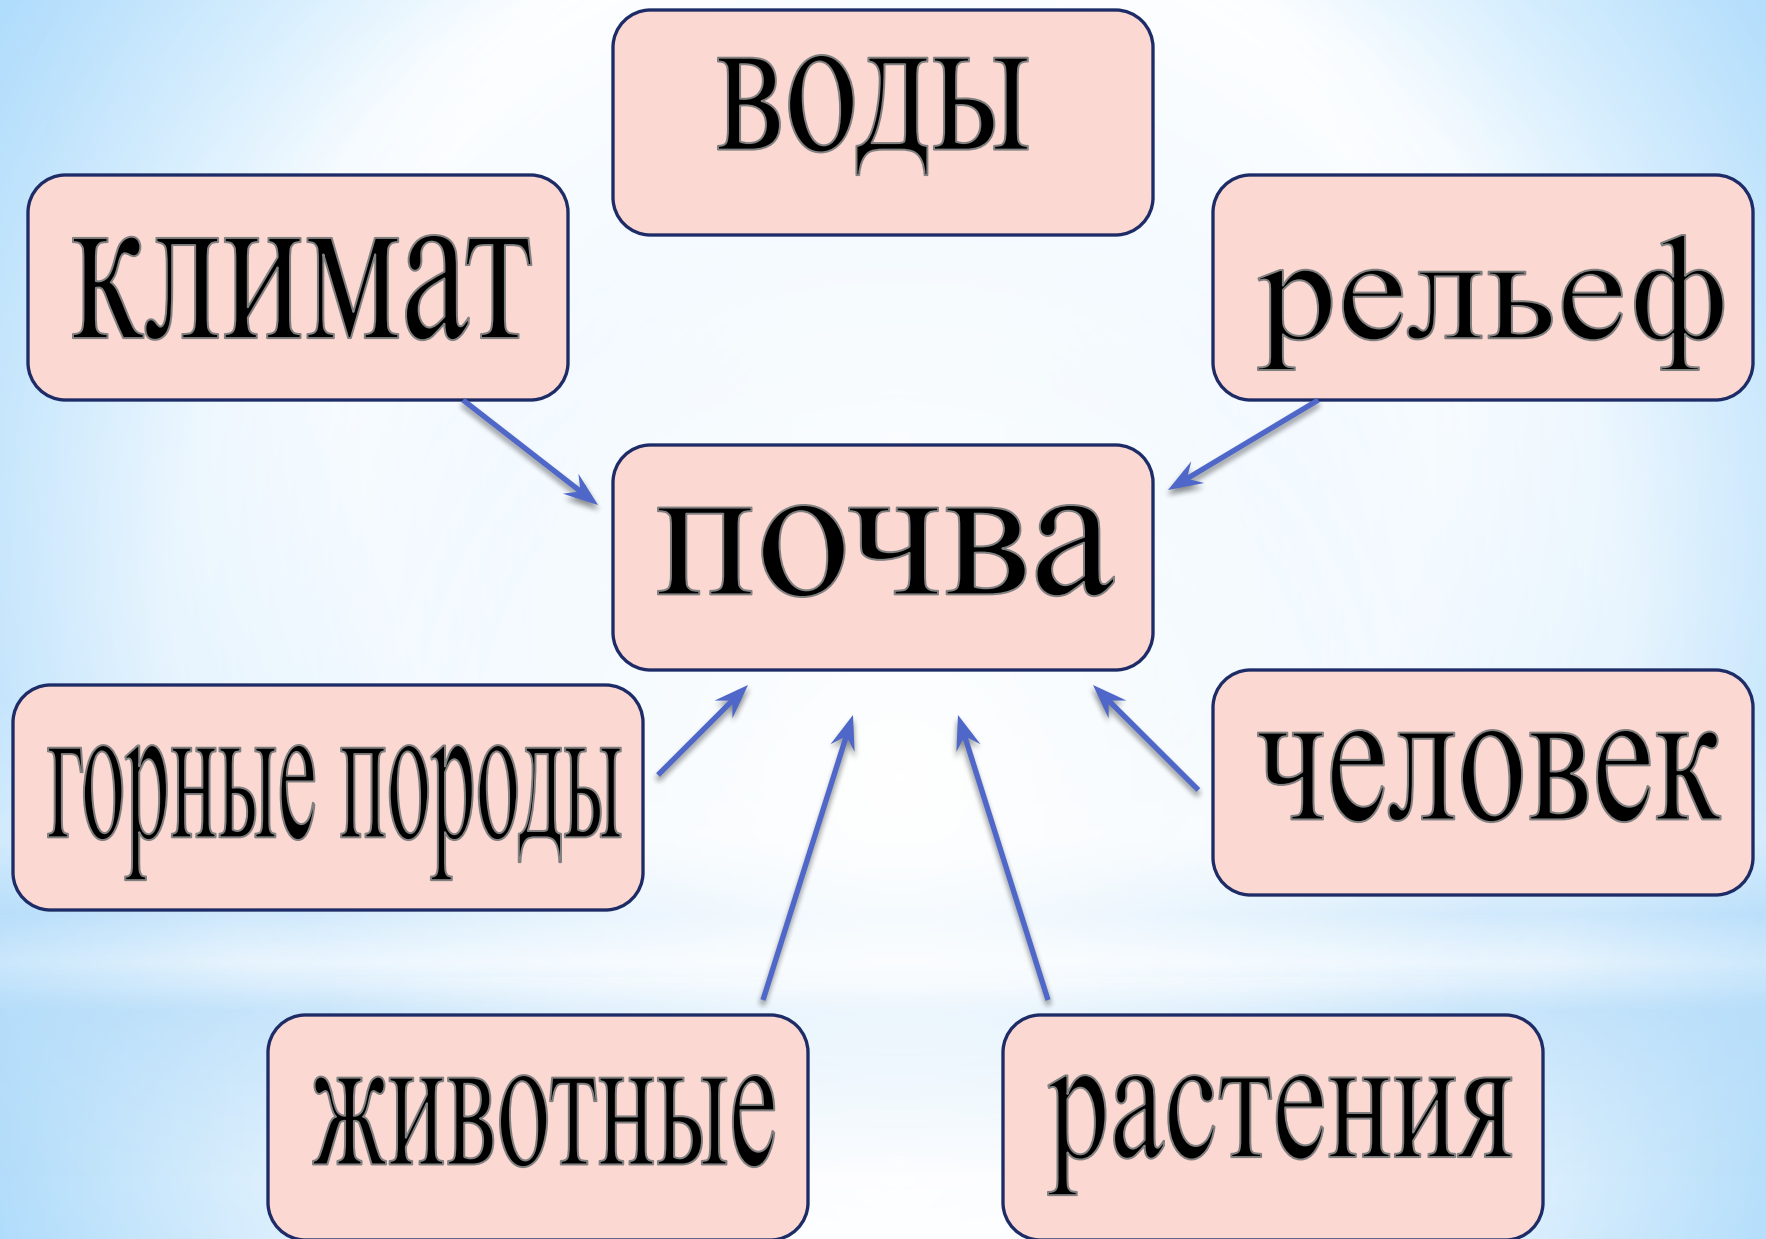 воды
климат
рельеф
почва
горные породы
человек
животные
растения